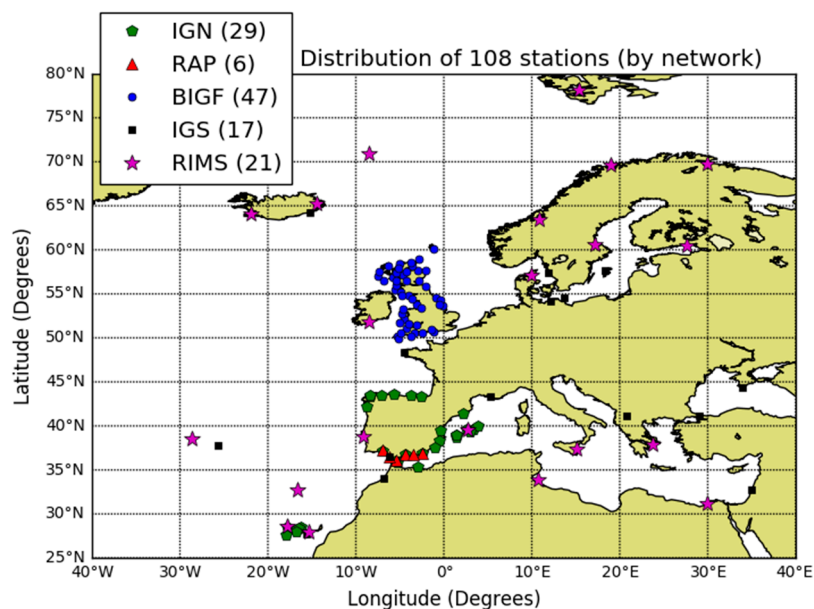 IGN (29)
RAP (6)
BIGF (47)
IGS (17)
RIMS (21)
Distribution of 108 stations (by network)
80°N
75°N
70°N
65°N
60°N
55°N
50°N
45°N
40°N
35°N
30°N
25°N
Latitude (Degrees)
40°W 30°W 20°W 10°W 0° 10°E 20°E 30°E 40°E
Longitude (Degrees)